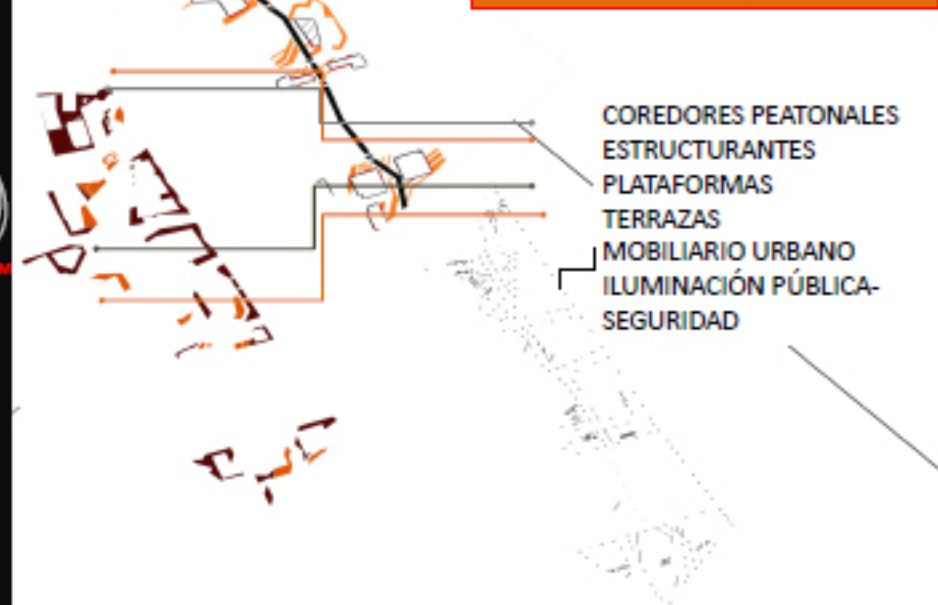 COREDORES PEATONALES
ESTRUCTURANTES
PLATAFORMAS
TERRAZAS
MOBILIARIO URBANO
ILUMINACIÓN PÚBLICA-
SEGURIDAD
M